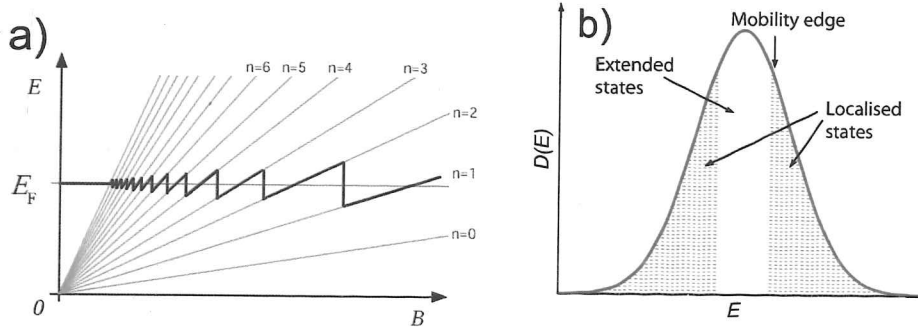 a)
E
n=6
n=5
n=4
n=3
n=2
E_F
n=1
n=0
0
B
b)
Mobility edge
Extended
states
Localised
states
D(E)
E